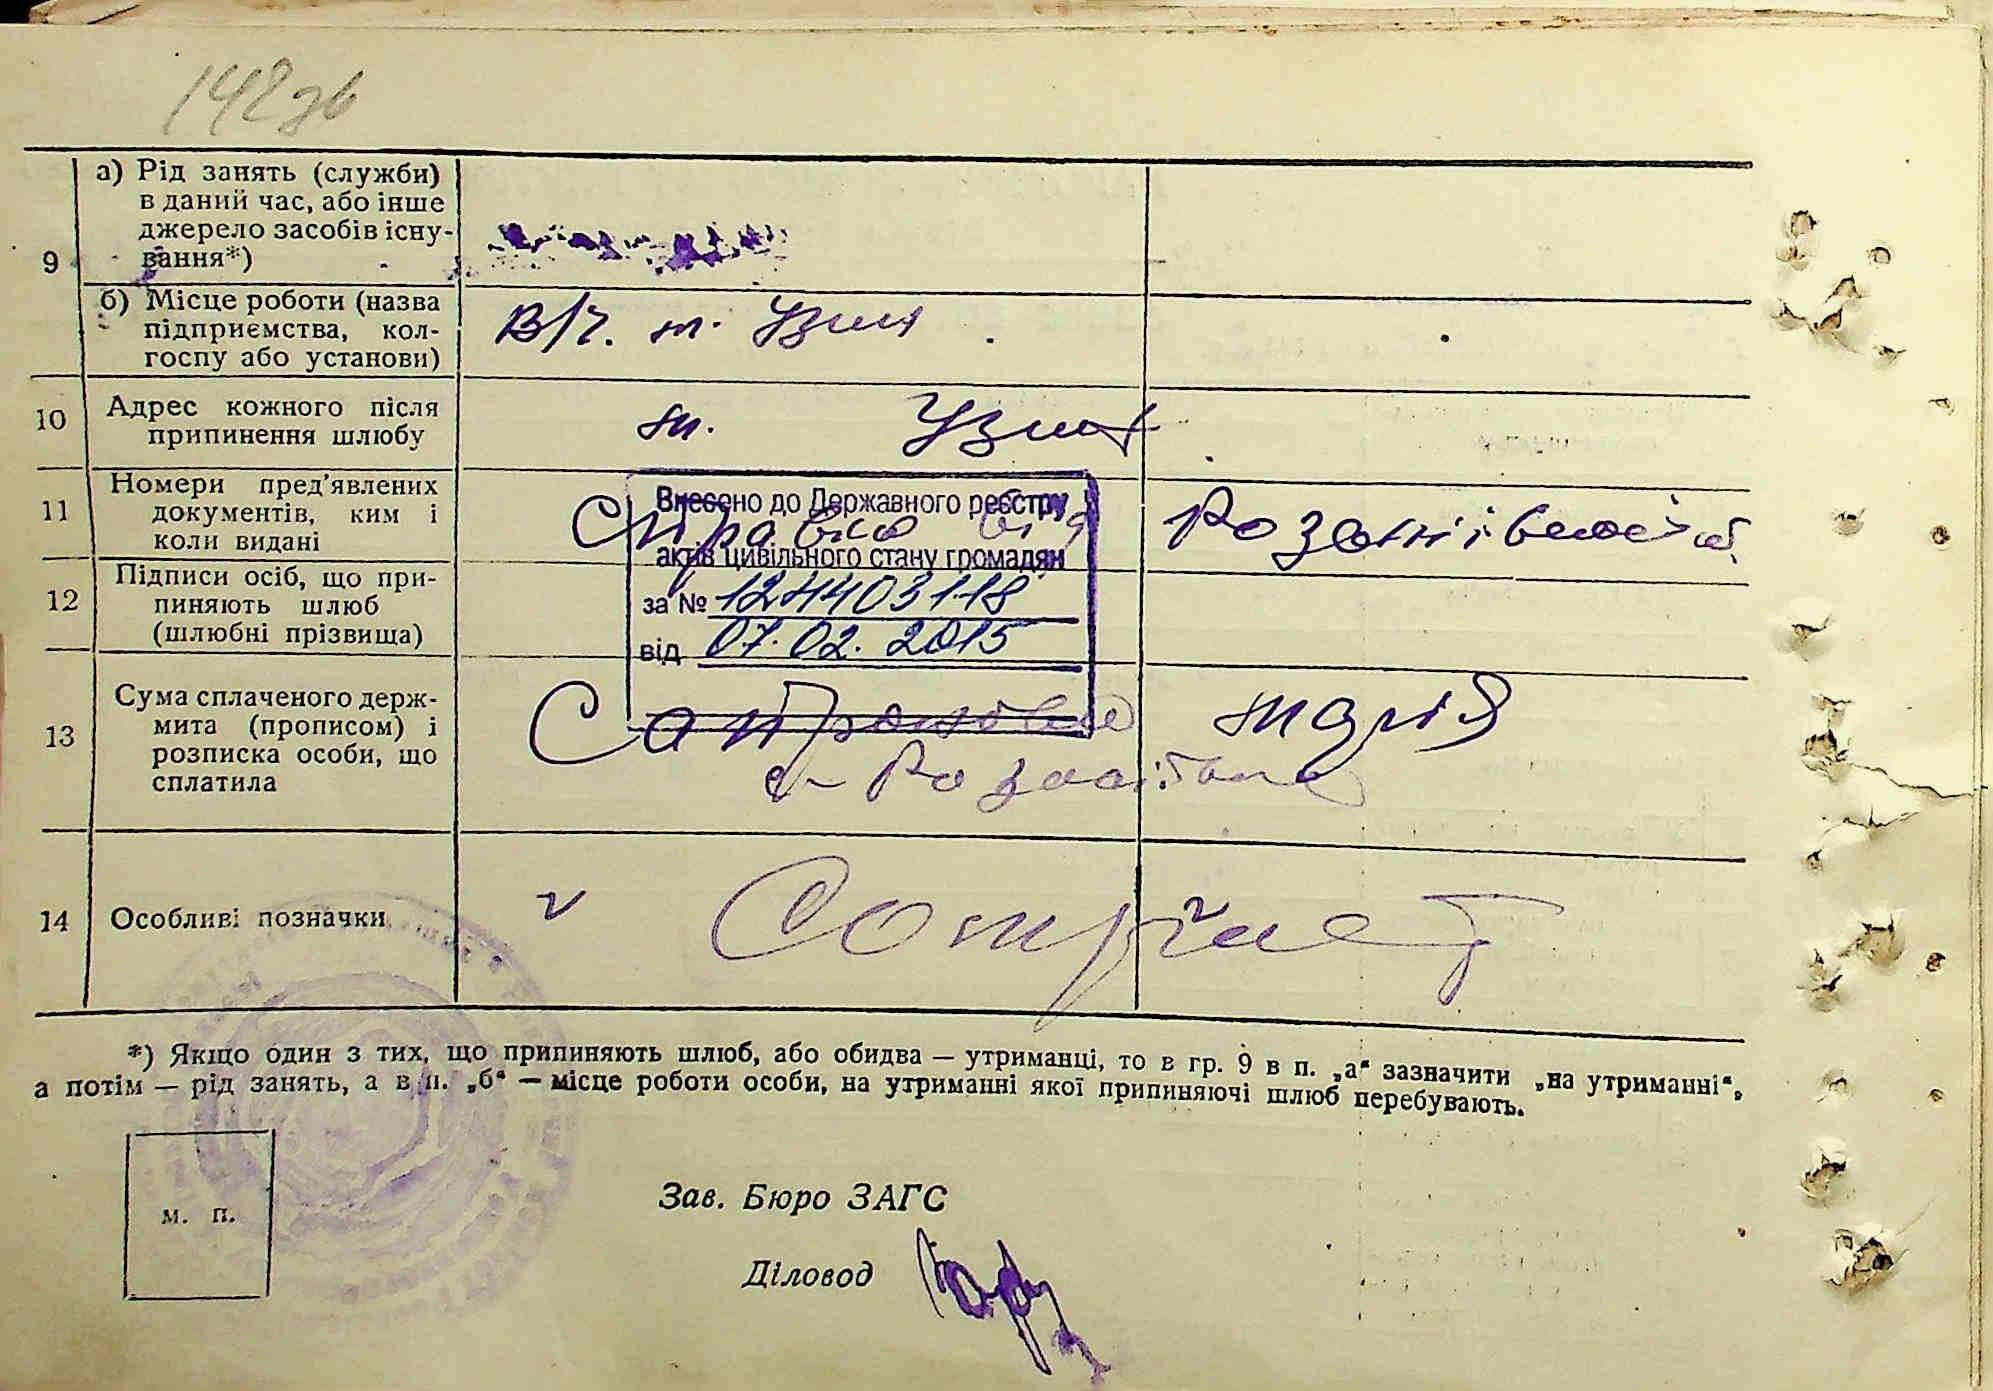 142зв
9
а) Рід занять (служби)
в даний час, або інше
джерело засобів існу-
вання*)
б) Місце роботи (назва
підприємства, кол-
госпу або установи)
В/ч. м. Узин
10
Адрес кожного після
припинення шлюбу
м. Узин
11
Номери пред'явлених
документів, ким і
коли видані
Справка від
Внесено до Державного реєстру
актів цивільного стану громадян
за № 124403118
від 07.02.2015
12
Підписи осіб, що при-
пиняють шлюб
(шлюбні прізвища)
13
Сума сплаченого держ-
мита (прописом) і
розписка особи, що
сплатила
Марія
14
Особливі позначки
*) Якщо один з тих, що припиняють шлюб, або обидва — утриманці, то в гр. 9 в п. „а“ зазначити „на утриманні“,
а потім — рід занять, а в п. „б“ — місце роботи особи, на утриманні якої припиняючі шлюб перебувають.
м. п.
Зав. Бюро ЗАГС
Діловод